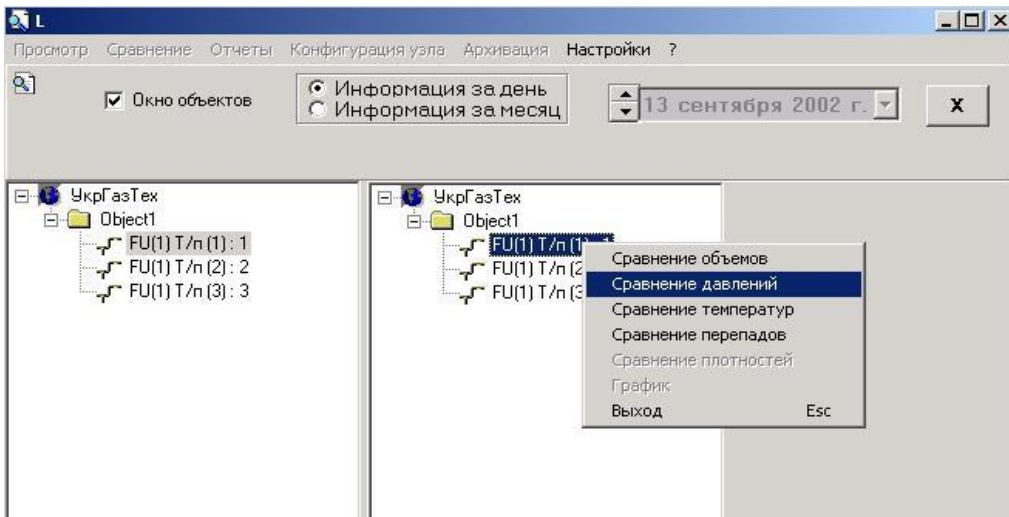 L
Просмотр Сравнение Отчеты Конфигурация узла Архивация Настройки ?
Окно объектов
Информация за день
Информация за месяц
13 сентября 2002 г.
X
УкрГазТех
Object1
FU(1) Т/п (1) : 1
FU(1) Т/п (2) : 2
FU(1) Т/п (3) : 3
УкрГазТех
Object1
FU(1) Т/п (1) : 1
FU(1) Т/п (2
FU(1) Т/п (3
Сравнение объемов
Сравнение давлений
Сравнение температур
Сравнение перепадов
Сравнение плотностей
График
Выход Esc